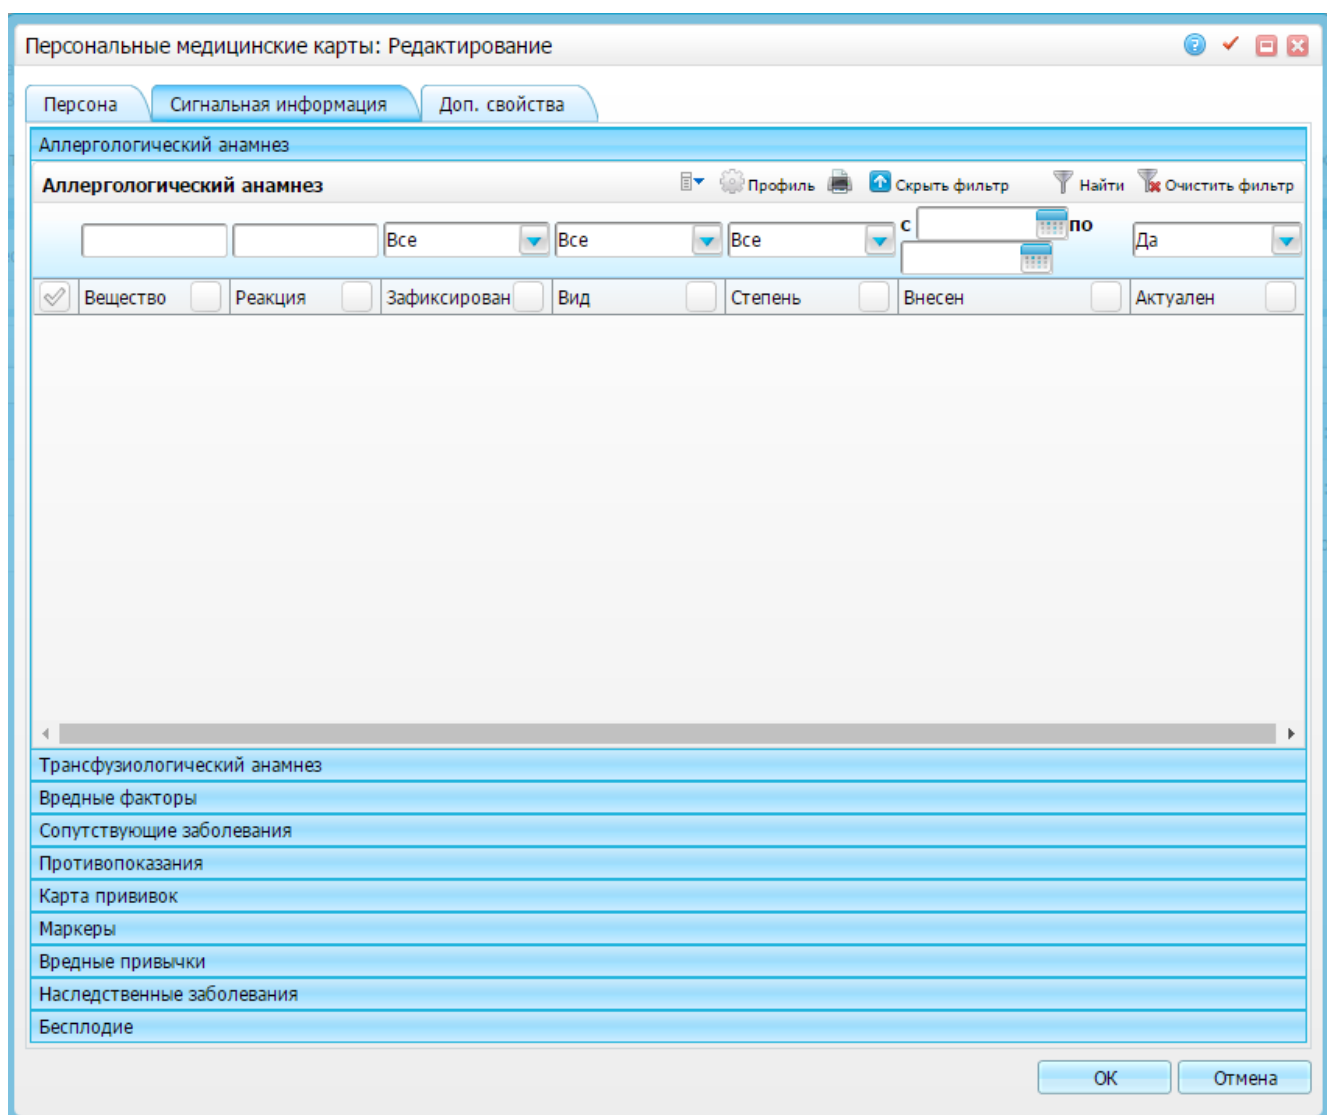 Персональные медицинские карты: Редактирование
Персона Сигнальная информация Доп. свойства
Аллергологический анамнез
Аллергологический анамнез Профиль Скрыть фильтр Найти Очистить фильтр
Все Все Все с по Да
Вещество Реакция Зафиксирован Вид Степень Внесен Актуален
Трансфузиологический анамнез
Вредные факторы
Сопутствующие заболевания
Противопоказания
Карта прививок
Маркеры
Вредные привычки
Наследственные заболевания
Бесплодие
ОК Отмена